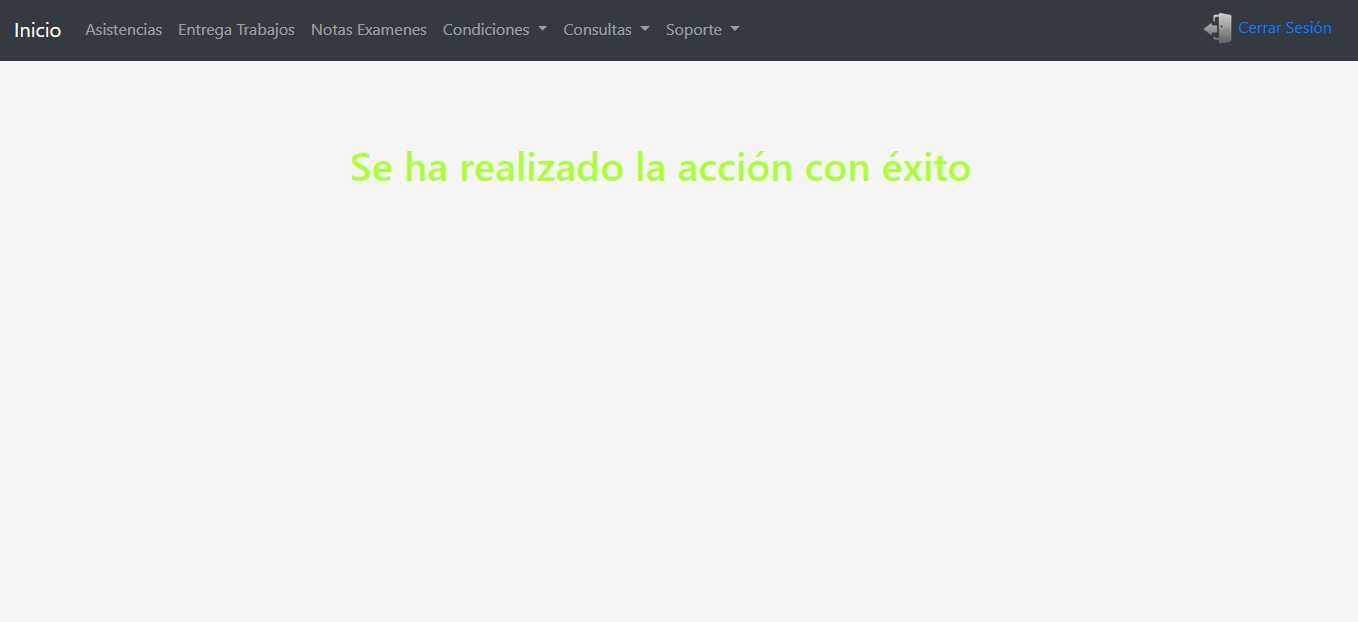 Inicio Asistencias Entrega Trabajos Notas Examenes Condiciones Consultas Soporte Cerrar Sesión
Se ha realizado la acción con éxito